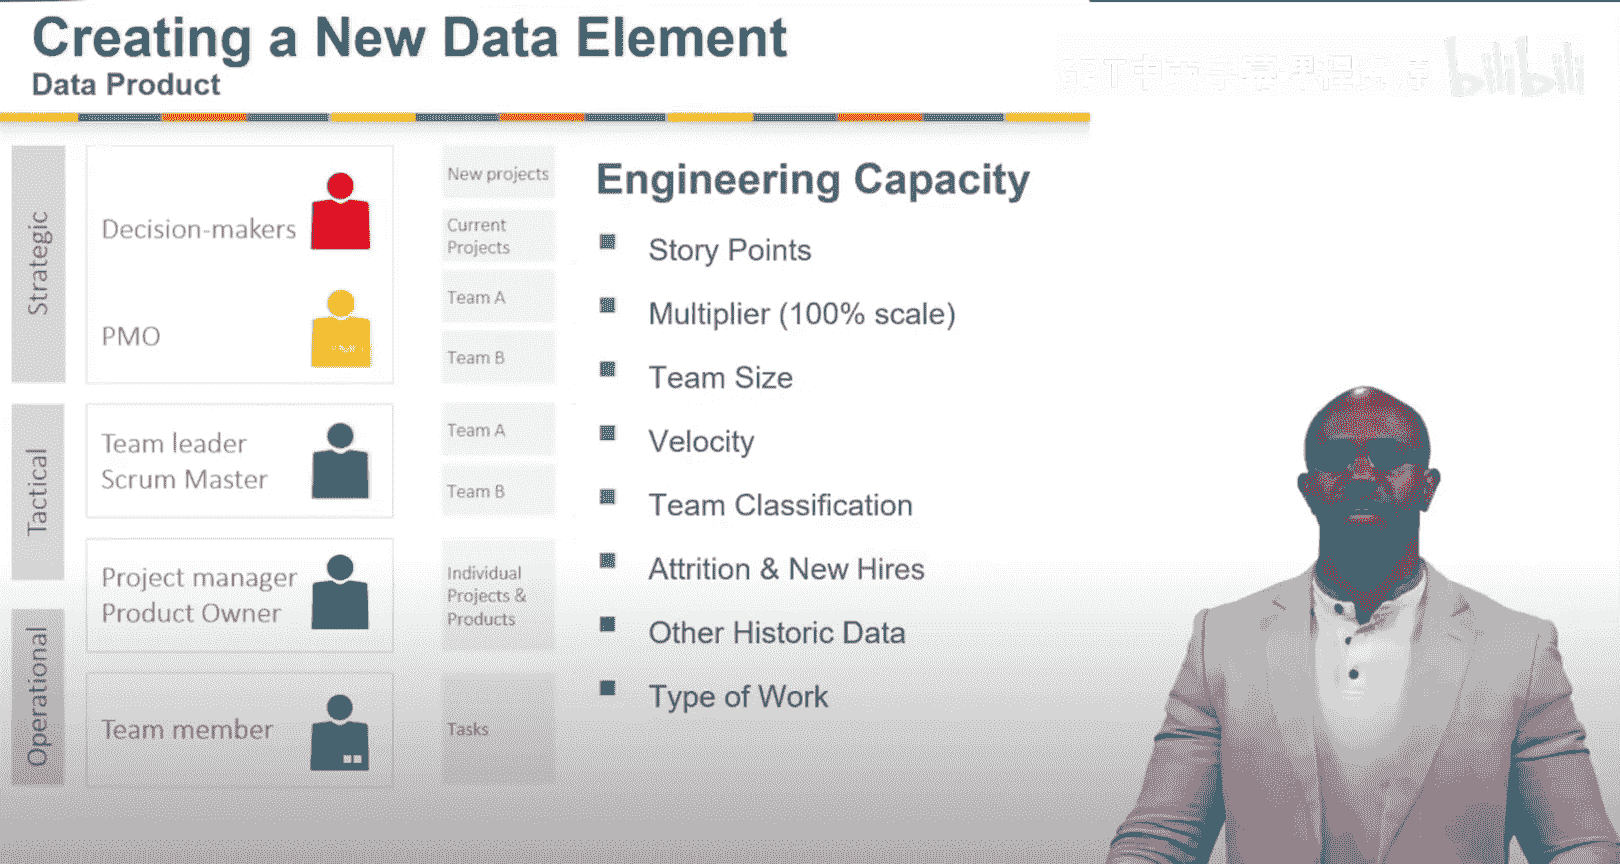 Creating a New Data Element
Data Product
bilibili
Strategic
Decision-makers
PMO
New projects
Current
Projects
Team A
Team B
Tactical
Team leader
Scrum Master
Team A
Team B
Operational
Project manager
Product Owner
Individual
Projects &
Products
Team member
Tasks
Engineering Capacity
Story Points
Multiplier (100% scale)
Team Size
Velocity
Team Classification
Attrition & New Hires
Other Historic Data
Type of Work